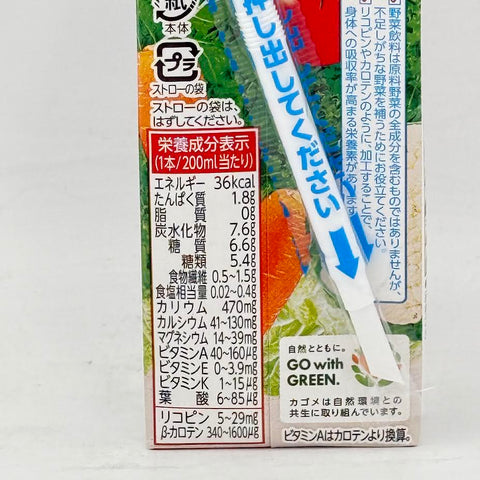 紙
本体
プラ
ストローの袋
ストローの袋は、
はずしてください。
栄養成分表示
(1本/200ml当たり)
エネルギー 36kcal
たんぱく質 1.8g
脂質 0g
炭水化物 7.6g
糖質 6.6g
糖類 5.4g
食物繊維 0.5~1.5g
食塩相当量 0.02~0.4g
カリウム 470mg
カルシウム 41~130mg
マグネシウム 14~39mg
ビタミンA 40~160μg
ビタミンE 0~3.9mg
ビタミンK 1~15μg
葉酸 6~85μg
リコピン 5~29mg
β-カロテン 340~1600μg
押し出してください
野菜飲料は原料野菜の全成分を含むものではありませんが、
不足しがちな野菜を補うためにお役立てください。
リコピンやカロテンのように、加工することで、
身体への吸収率が高まる栄養素があります
自然とともに。
GO with
GREEN.
カゴメは自然環境との
共生に取り組んでいます。
ビタミンAはカロテンより換算。